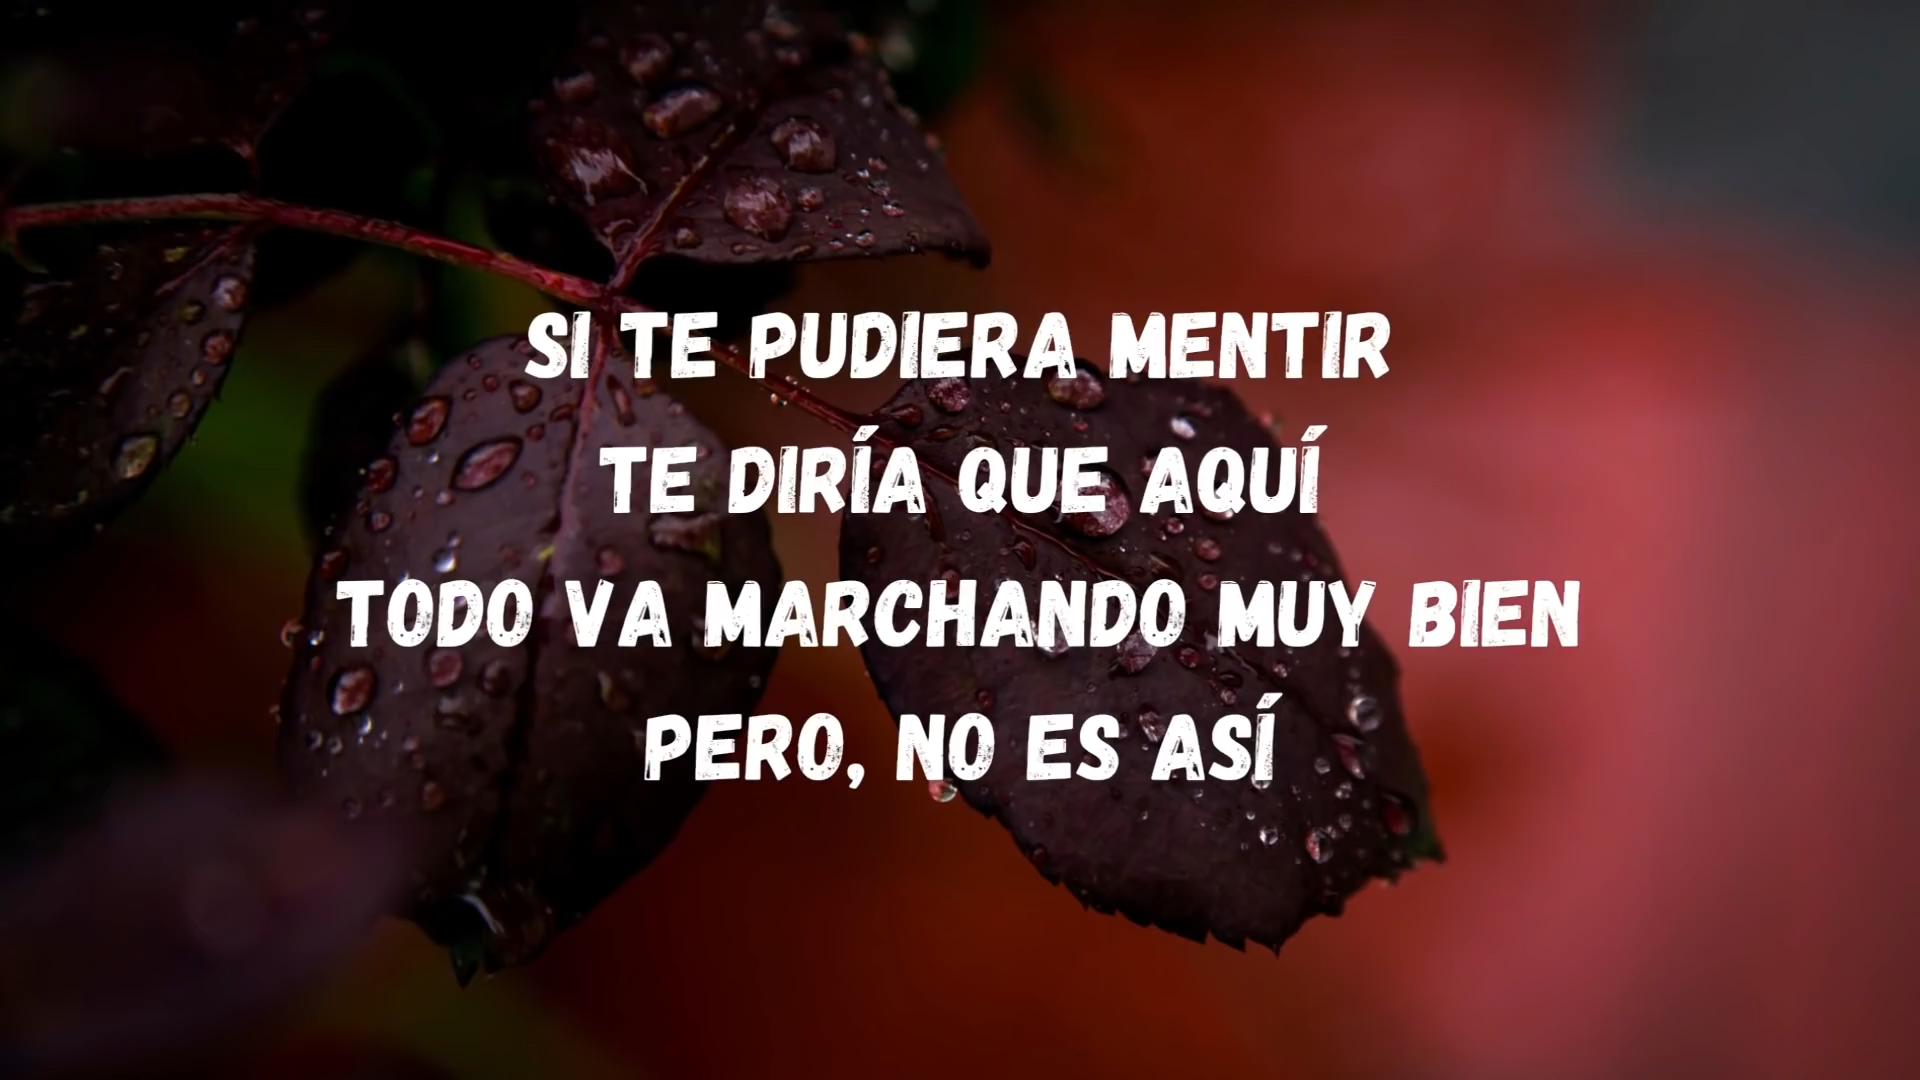 SI TE PUDIERA MENTIR
TE DIRÍA QUE AQUÍ
TODO VA MARCHANDO MUY BIEN
PERO, NO ES ASÍ